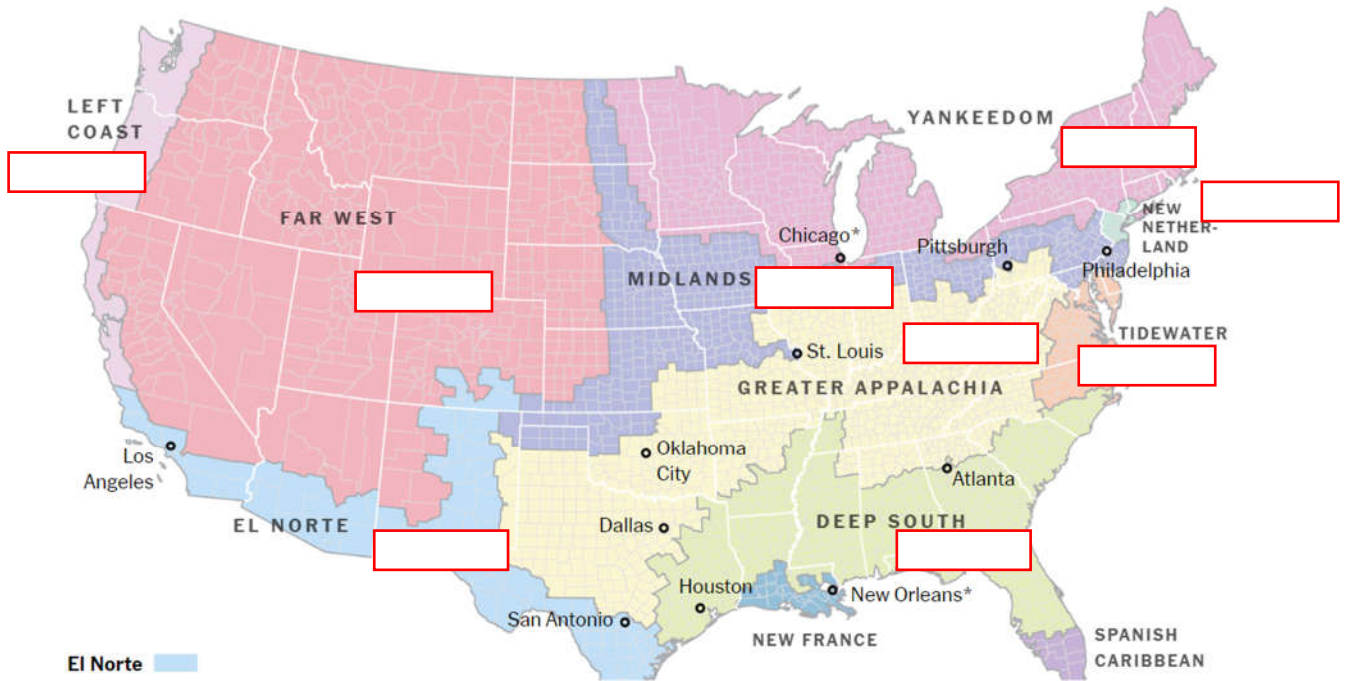 LEFT
COAST
YANKEEDOM
FAR WEST
NEW
NETHER-
LAND
Chicago*
Pittsburgh
Philadelphia
MIDLANDS
TIDEWATER
St. Louis
GREATER APPALACHIA
Los
Angeles
Oklahoma
City
Atlanta
EL NORTE
Dallas
DEEP SOUTH
Houston
New Orleans*
San Antonio
NEW FRANCE
SPANISH
CARIBBEAN
El Norte